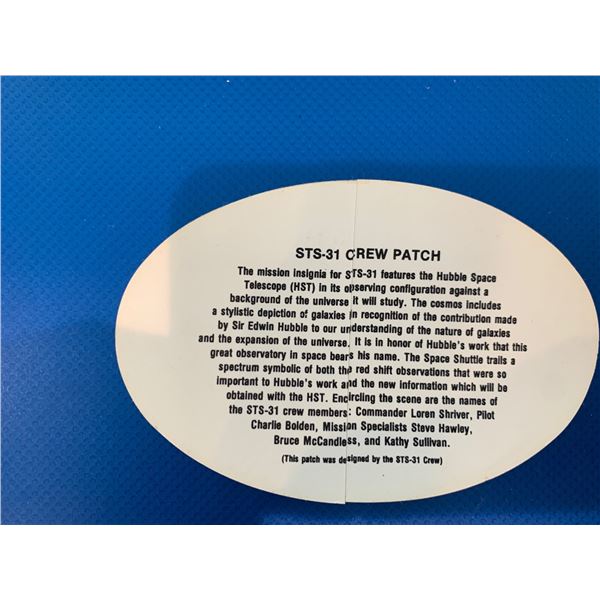 STS-31 CREW PATCH
The mission insignia for STS-31 features the Hubble Space
Telescope (HST) in its observing configuration against a
background of the universe it will study. The cosmos includes
a stylistic depiction of galaxies in recognition of the contribution made
by Sir Edwin Hubble to our understanding of the nature of galaxies
and the expansion of the universe. It is in honor of Hubble's work that this
great observatory in space bears his name. The Space Shuttle trails a
spectrum symbolic of both the red shift observations that were so
important to Hubble's work and the new information which will be
obtained with the HST. Encircling the scene are the names of
the STS-31 crew members: Commander Loren Shriver, Pilot
Charlie Bolden, Mission Specialists Steve Hawley,
Bruce McCandless, and Kathy Sullivan.
(This patch was designed by the STS-31 Crew)